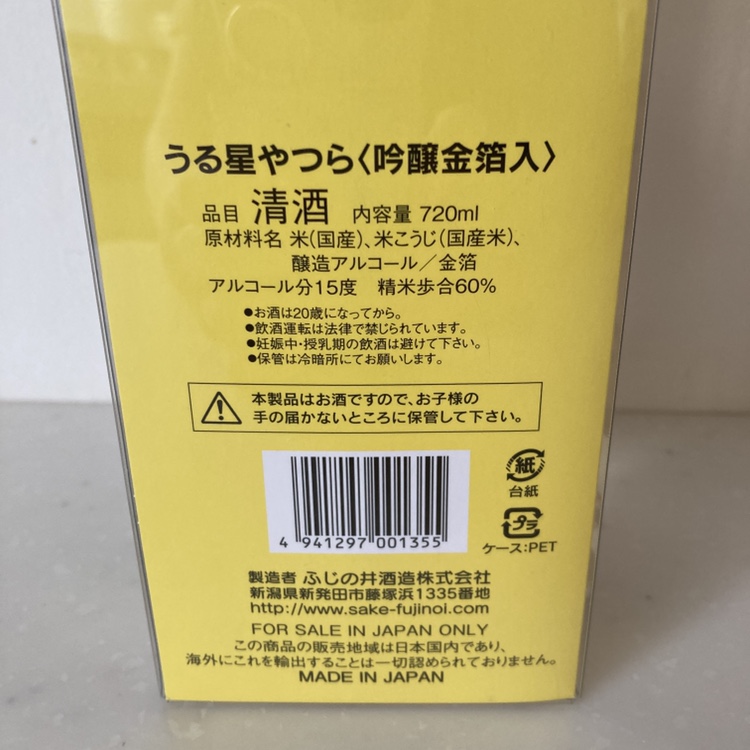 うる星やつら〈吟醸金箔入〉
品目 清酒 内容量 720ml
原材料名 米(国産)、米こうじ(国産米)、
醸造アルコール／金箔
アルコール分15度 精米歩合60%
●お酒は20歳になってから。
●飲酒運転は法律で禁じられています。
●妊娠中・授乳期の飲酒は避けて下さい。
●保管は冷暗所にてお願いします。
本製品はお酒ですので、お子様の
手の届かないところに保管して下さい。
紙
台紙
プラ
ケース:PET
4 941297 001355
製造者 ふじの井酒造株式会社
新潟県新発田市藤塚浜1335番地
http://www.sake-fujinoi.com
FOR SALE IN JAPAN ONLY
この商品の販売地域は日本国内であり、
海外にこれを輸出することは一切認められておりません。
MADE IN JAPAN